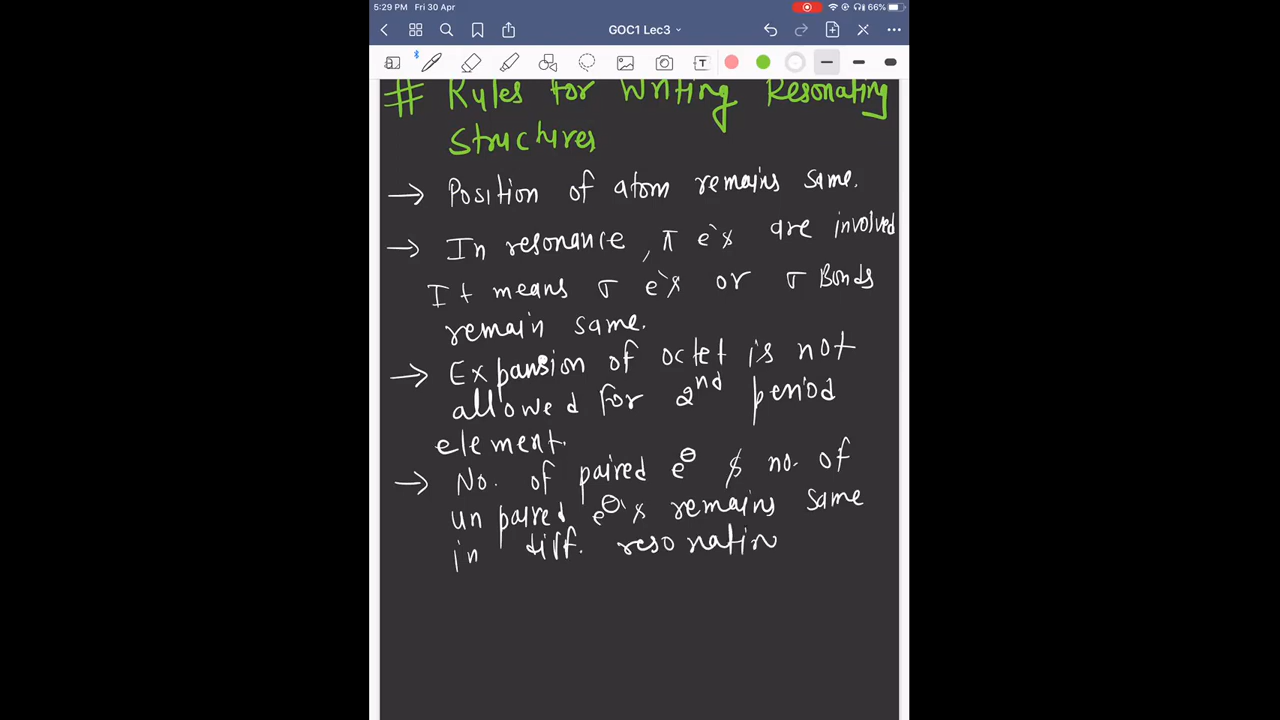 5:29 PM Fri 30 Apr
66%
GOC1 Lec3
# Rules for Writing Resonating
Structures
→ Position of atom remains same.
→ In resonance, π e⁻s are involved
It means σ e⁻s or σ Bonds
remain same.
→ Expansion of octet is not
allowed for 2nd period
element.
→ No. of paired e⊖ & no. of
unpaired e⊖'s remains same
in diff. resonatin